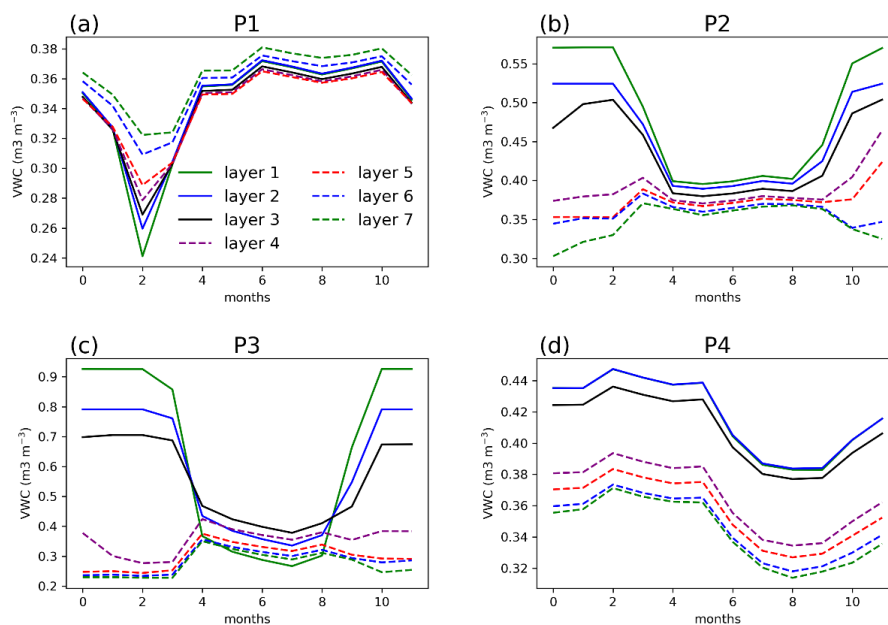 (a) P1
0.38
0.36
0.34
0.32
0.30
0.28
0.26
0.24
VWC (m3 m⁻³)
layer 1
layer 2
layer 3
layer 4
layer 5
layer 6
layer 7
0 2 4 6 8 10
months
(b) P2
0.55
0.50
0.45
0.40
0.35
0.30
VWC (m3 m⁻³)
0 2 4 6 8 10
months
(c) P3
0.9
0.8
0.7
0.6
0.5
0.4
0.3
0.2
VWC (m3 m⁻³)
0 2 4 6 8 10
months
(d) P4
0.44
0.42
0.40
0.38
0.36
0.34
0.32
VWC (m3 m⁻³)
0 2 4 6 8 10
months